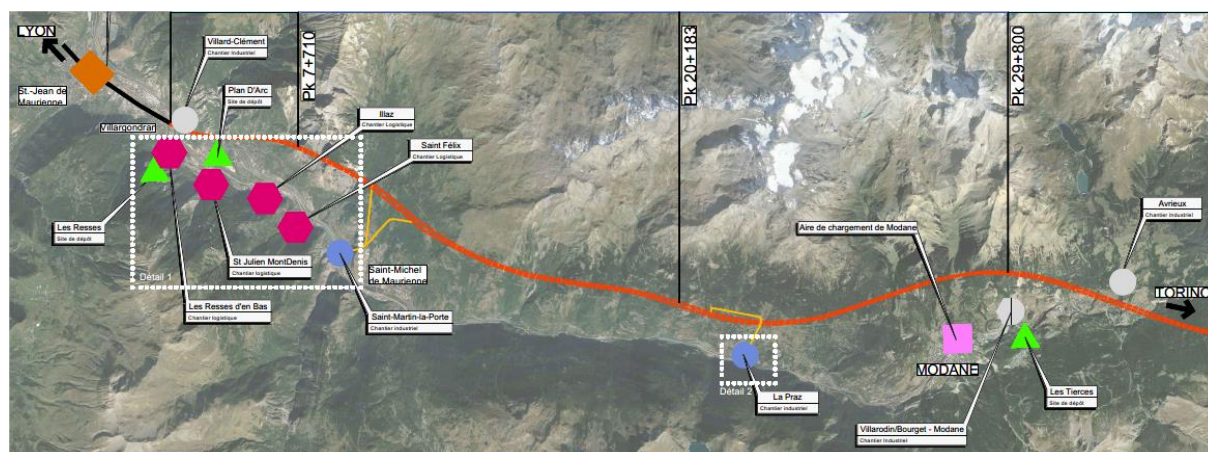 LYON
St.-Jean de
Maurienne
Villargondran
Villard-Clément
Chantier Industriel
Plan D'Arc
Site de dépôt
Pk 7+710
Illaz
Chantier Logistique
Saint Félix
Chantier Logistique
Les Resses
Site de dépôt
Détail 1
St Julien MontDenis
Chantier logistique
Les Resses d'en Bas
Chantier logistique
Saint-Michel
de Maurienne
Saint-Martin-la-Porte
Chantier industriel
Pk 20+183
Détail 2
La Praz
Chantier industriel
Aire de chargement de Modane
MODANE
Villarodin/Bourget - Modane
Chantier Industriel
Pk 29+800
Les Tierces
Site de dépôt
Avrieux
Chantier Industriel
TORINO